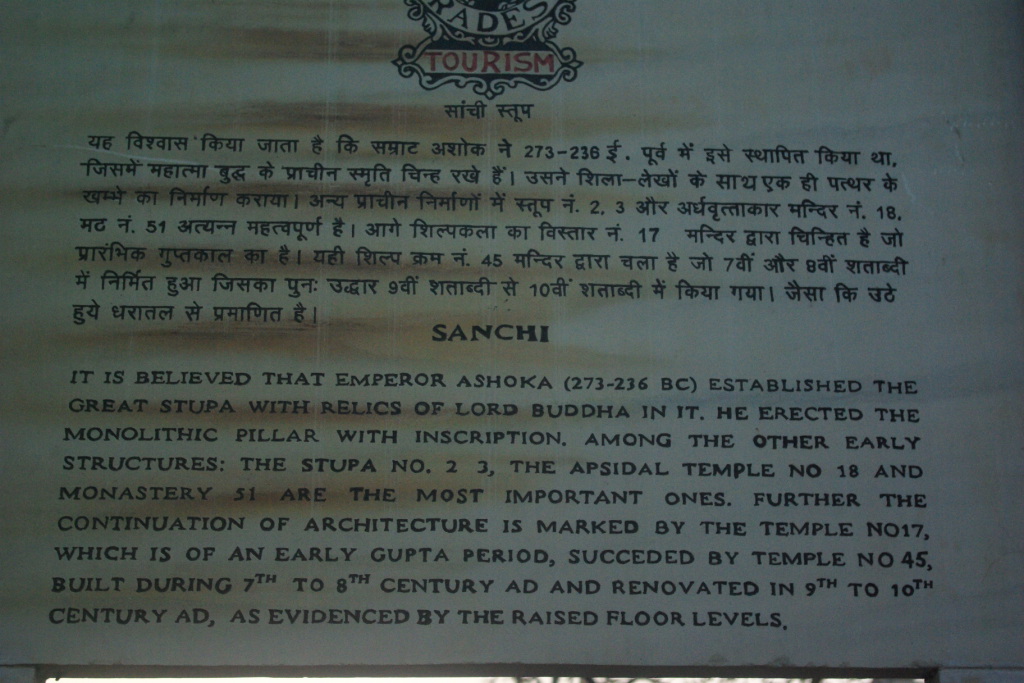 RADES
TOURISM
सांची स्तूप
यह विश्वास किया जाता है कि सम्राट अशोक ने 273-236 ई. पूर्व में इसे स्थापित किया था,
जिसमें महात्मा बुद्ध के प्राचीन स्मृति चिन्ह रखे हैं। उसने शिला-लेखों के साथ एक ही पत्थर के
खम्भे का निर्माण कराया। अन्य प्राचीन निर्माणों में स्तूप नं. 2, 3 और अर्धवृत्ताकार मन्दिर नं. 18,
मट नं. 51 अत्यन्न महत्वपूर्ण है। आगे शिल्पकला का विस्तार नं. 17 मन्दिर द्वारा चिन्हित है जो
प्रारंभिक गुप्तकाल का है। यही शिल्प क्रम नं. 45 मन्दिर द्वारा चला है जो 7वीं और 8वीं शताब्दी
में निर्मित हुआ जिसका पुनः उद्धार 9वीं शताब्दी से 10वीं शताब्दी में किया गया। जैसा कि उठे
हुये धरातल से प्रमाणित है।
SANCHI
IT IS BELIEVED THAT EMPEROR ASHOKA (273-236 BC) ESTABLISHED THE
GREAT STUPA WITH RELICS OF LORD BUDDHA IN IT. HE ERECTED THE
MONOLITHIC PILLAR WITH INSCRIPTION. AMONG THE OTHER EARLY
STRUCTURES: THE STUPA NO. 2 3, THE APSIDAL TEMPLE NO 18 AND
MONASTERY 51 ARE THE MOST IMPORTANT ONES. FURTHER THE
CONTINUATION OF ARCHITECTURE IS MARKED BY THE TEMPLE NO17,
WHICH IS OF AN EARLY GUPTA PERIOD, SUCCEDED BY TEMPLE NO 45,
BUILT DURING 7TH TO 8TH CENTURY AD AND RENOVATED IN 9TH TO 10TH
CENTURY AD, AS EVIDENCED BY THE RAISED FLOOR LEVELS.